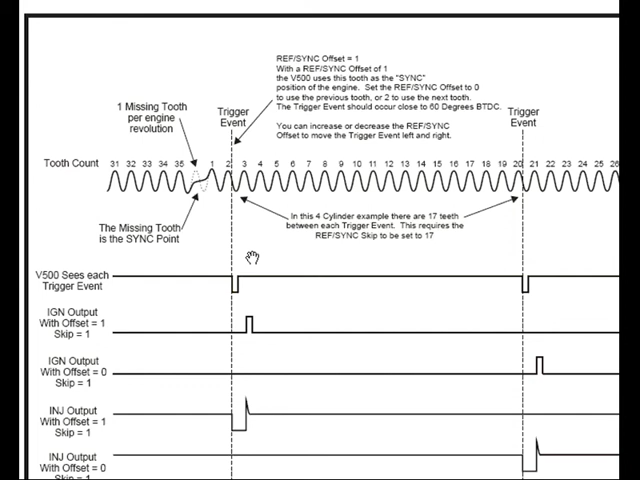 REF/SYNC Offset = 1
With a REF/SYNC Offset of 1
the V500 uses this tooth as the "SYNC"
position of the engine. Set the REF/SYNC Offset to 0
to use the previous tooth, or 2 to use the next tooth.
The Trigger Event should occur close to 60 Degrees BTDC.
You can increase or decrease the REF/SYNC
Offset to move the Trigger Event left and right.
1 Missing Tooth
per engine
revolution
Trigger
Event
Trigger
Event
Tooth Count 31 32 33 34 35 1 2 3 4 5 6 7 8 9 10 11 12 13 14 15 16 17 18 19 20 21 22 23 24 25 26
The Missing Tooth
is the SYNC Point
In this 4 Cylinder example there are 17 teeth
between each Trigger Event. This requires the
REF/SYNC Skip to be set to 17
V500 Sees each
Trigger Event
IGN Output
With Offset = 1
Skip = 1
IGN Output
With Offset = 0
Skip = 1
INJ Output
With Offset = 1
Skip = 1
INJ Output
With Offset = 0
Skip = 1